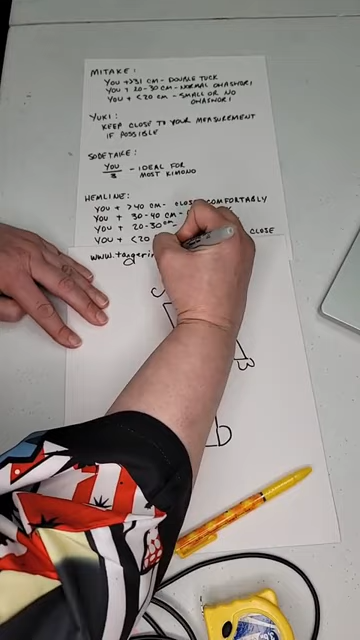 MITAKE:
YOU +>31 CM - DOUBLE TUCK
YOU + 20-30 CM - NORMAL OHASHORI
YOU + <20 CM - SMALL OR NO
OHASHORI
YUKI:
KEEP CLOSE TO YOUR MEASUREMENT
IF POSSIBLE
SODETAKE:
YOU
3 - IDEAL FOR
MOST KIMONO
HEMLINE:
YOU + >40 CM - CLOSE COMFORTABLY
YOU + 30-40 CM -
YOU + 20-30 CM -
YOU + <20 CLOSE
www.
B